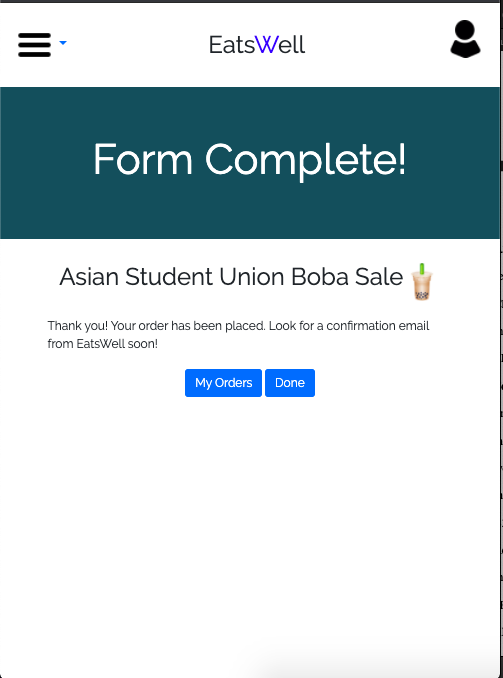 EatsWell
Form Complete!
Asian Student Union Boba Sale
Thank you! Your order has been placed. Look for a confirmation email
from EatsWell soon!
My Orders Done